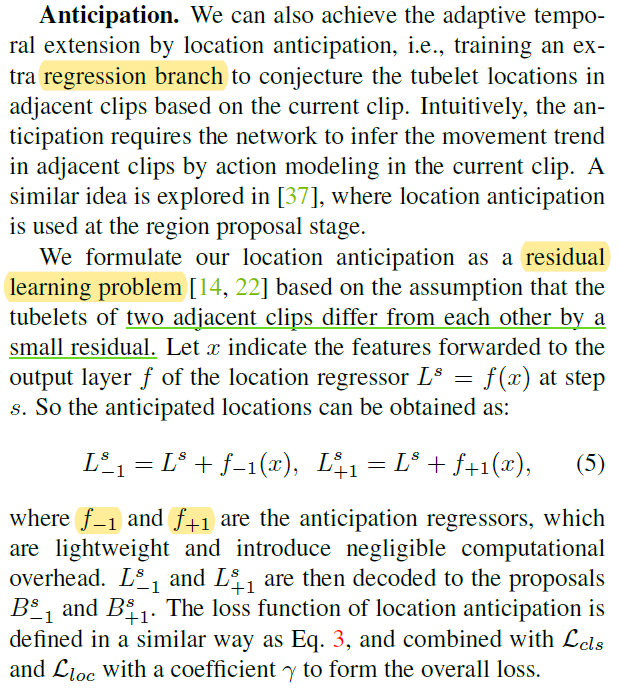 Anticipation. We can also achieve the adaptive tempo-
ral extension by location anticipation, i.e., training an ex-
tra regression branch to conjecture the tubelet locations in
adjacent clips based on the current clip. Intuitively, the an-
ticipation requires the network to infer the movement trend
in adjacent clips by action modeling in the current clip. A
similar idea is explored in [37], where location anticipation
is used at the region proposal stage.
We formulate our location anticipation as a residual
learning problem [14, 22] based on the assumption that the
tubelets of two adjacent clips differ from each other by a
small residual. Let x indicate the features forwarded to the
output layer f of the location regressor L^s = f(x) at step
s. So the anticipated locations can be obtained as:
L^s_{-1} = L^s + f_{-1}(x), L^s_{+1} = L^s + f_{+1}(x), (5)
where f_{-1} and f_{+1} are the anticipation regressors, which
are lightweight and introduce negligible computational
overhead. L^s_{-1} and L^s_{+1} are then decoded to the proposals
B^s_{-1} and B^s_{+1}. The loss function of location anticipation is
defined in a similar way as Eq. 3, and combined with L_{cls}
and L_{loc} with a coefficient γ to form the overall loss.